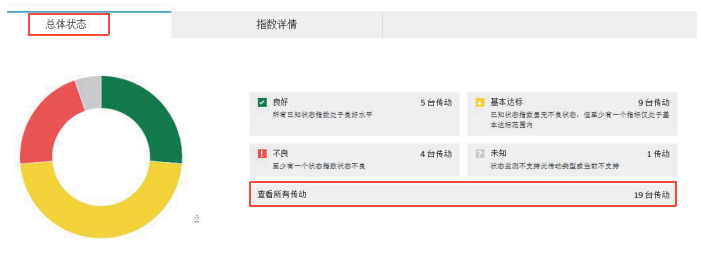 总体状态
指数详情
良好 5 台传动
所有已知状态指数处于良好水平
基本达标 9 台传动
已知状态指数显无不良状态，但至少有一个指标仅处于基
本达标范围内
不良 4 台传动
至少有一个状态指数状态不良
未知 1 传动
状态监测不支持此传动类型或当前不支持
查看所有传动 19 台传动